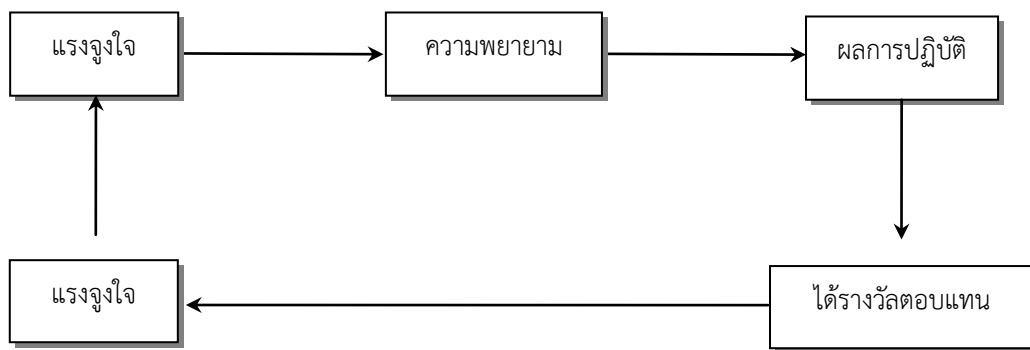 แรงจูงใจ
ความพยายาม
ผลการปฏิบัติ
แรงจูงใจ
ได้รางวัลตอบแทน